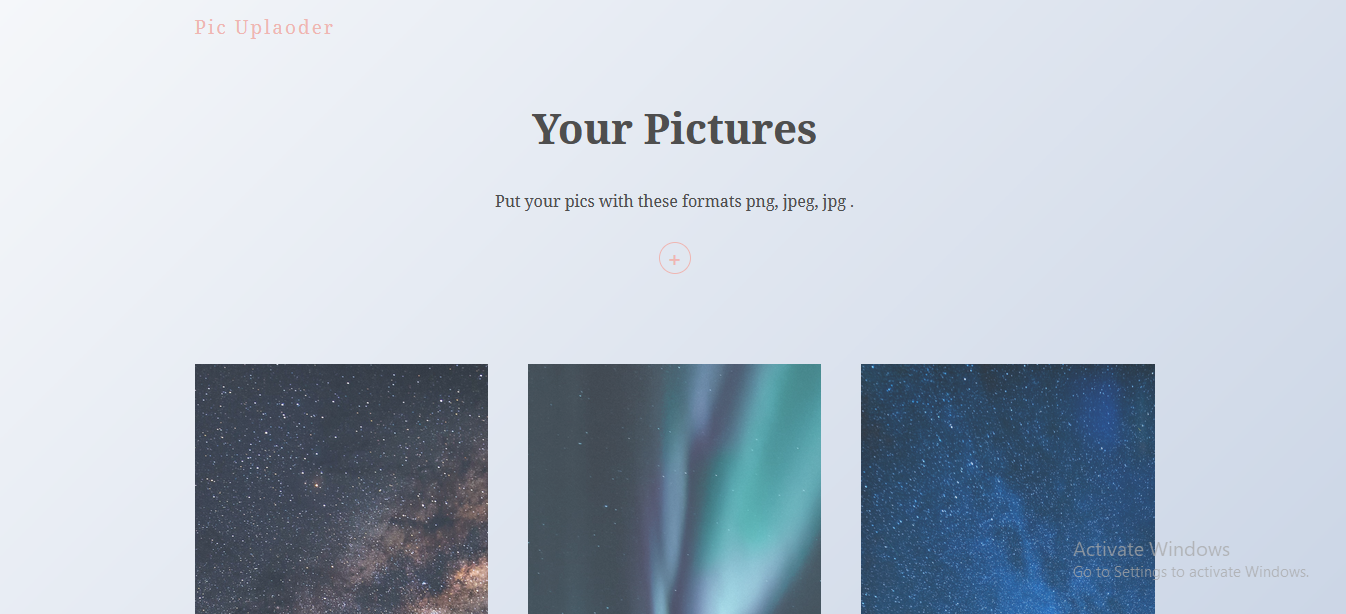 Pic Uplaoder
Your Pictures
Put your pics with these formats png, jpeg, jpg .
+
Activate Windows
Go to Settings to activate Windows.